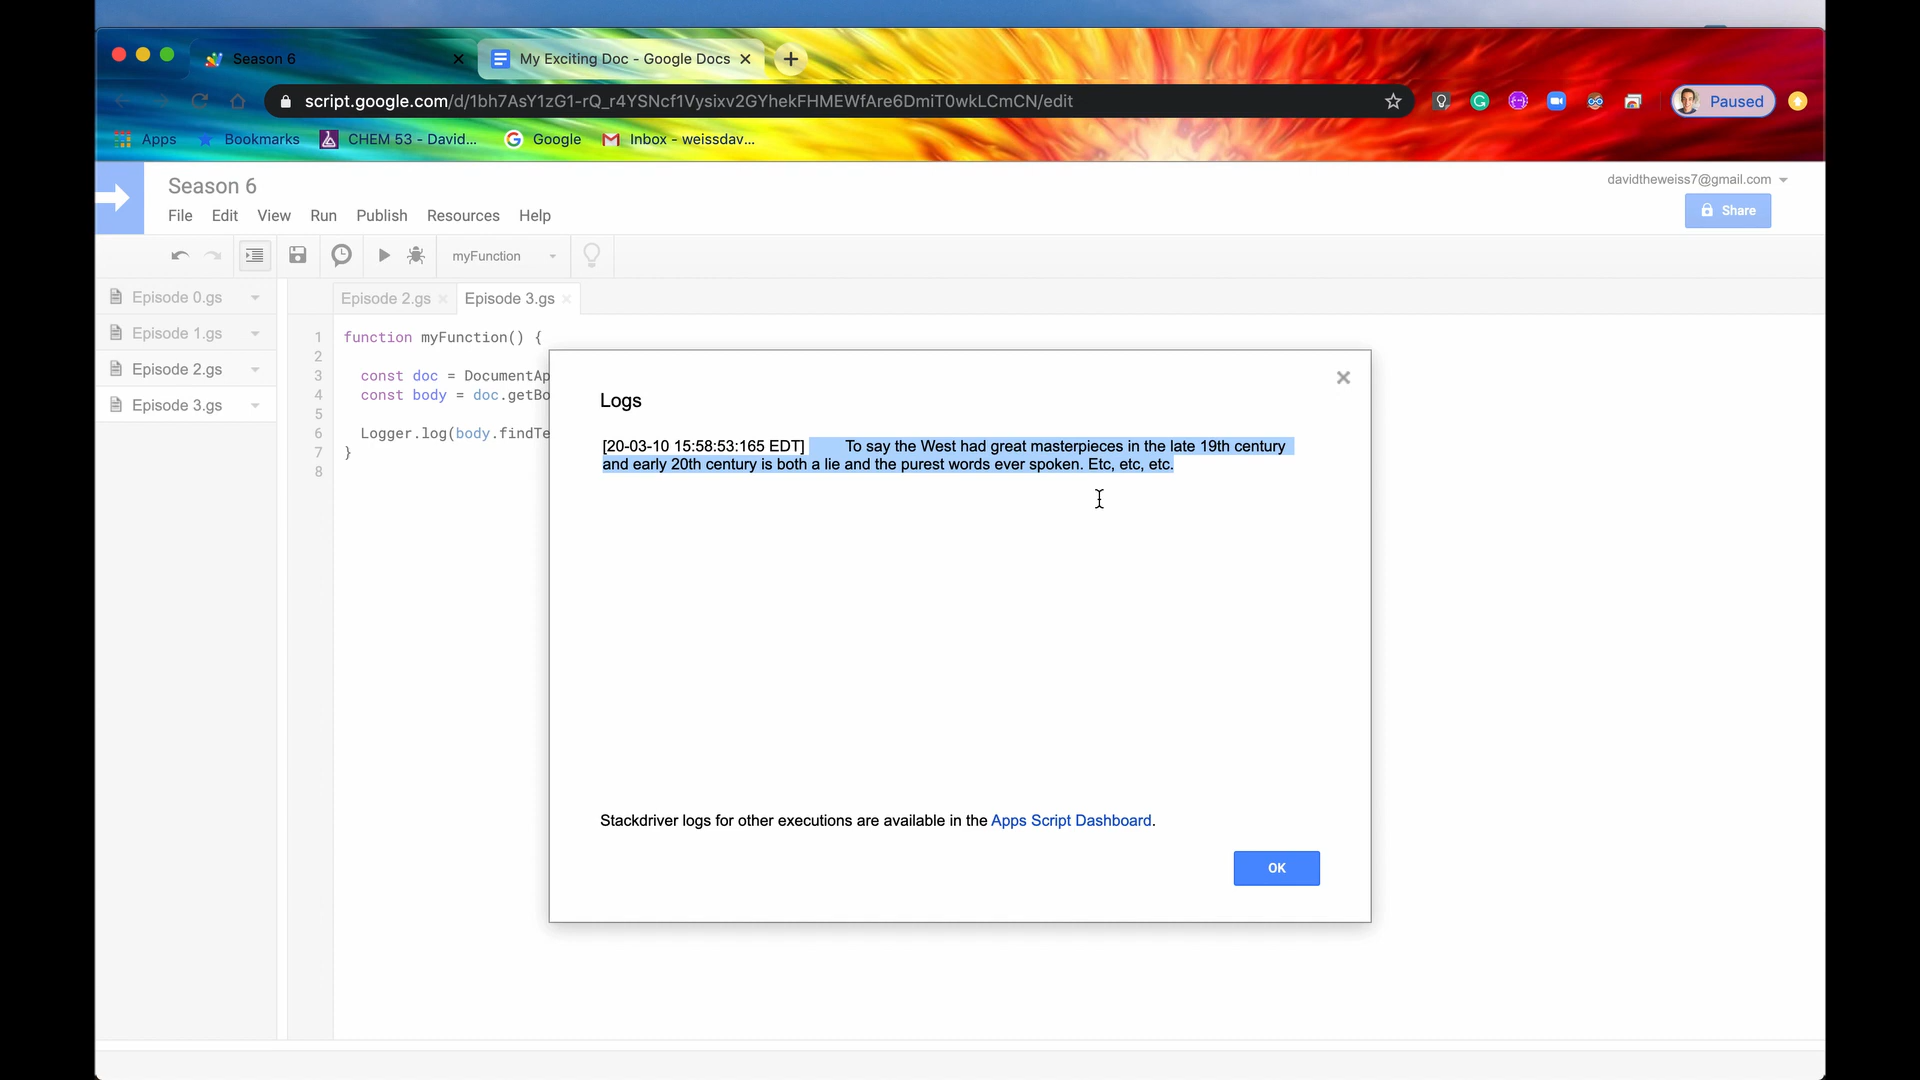 Season 6
My Exciting Doc - Google Docs
script.google.com/d/1bh7AsY1zG1-rQ_r4YSNcf1Vysixv2GYhekFHMEWfAre6DmiT0wkLCmCN/edit
Paused
Apps
Bookmarks
CHEM 53 - David...
Google
Inbox - weissdav...
Season 6
davidtheweiss7@gmail.com
File Edit View Run Publish Resources Help
Share
myFunction
Episode 0.gs
Episode 1.gs
Episode 2.gs
Episode 3.gs
Episode 2.gs
Episode 3.gs
1 function myFunction() {
2
3 const doc = DocumentAp
4 const body = doc.getBo
5
6 Logger.log(body.findTe
7 }
8
Logs
[20-03-10 15:58:53:165 EDT] To say the West had great masterpieces in the late 19th century
and early 20th century is both a lie and the purest words ever spoken. Etc, etc, etc.
Stackdriver logs for other executions are available in the Apps Script Dashboard.
OK